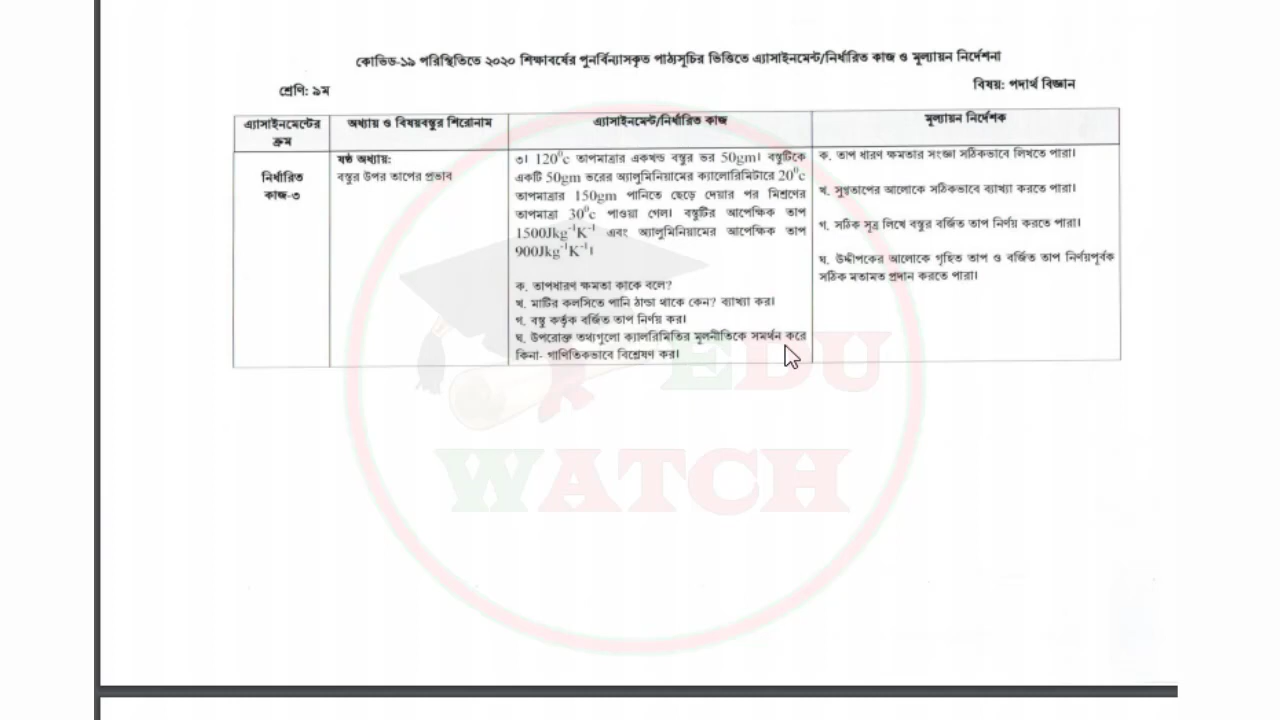 কোভিড-১৯ পরিস্থিতিতে ২০২০ শিক্ষাবর্ষের পুনর্বিন্যাসকৃত পাঠ্যসূচির ভিত্তিতে এ্যাসাইনমেন্ট/নির্ধারিত কাজ ও মূল্যায়ন নির্দেশনা
শ্রেণি: ৯ম
বিষয়: পদার্থ বিজ্ঞান
এ্যাসাইনমেন্টের
ক্রম
অধ্যায় ও বিষয়বস্তুর শিরোনাম
এ্যাসাইনমেন্ট/নির্ধারিত কাজ
মূল্যায়ন নির্দেশক
নির্ধারিত
কাজ-৩
ষষ্ঠ অধ্যায়:
বস্তুর উপর তাপের প্রভাব
৩। 120⁰c তাপমাত্রার একখন্ড বস্তুর ভর 50gm। বস্তুটিকে
একটি 50gm ভরের অ্যালুমিনিয়ামের ক্যালোরিমিটারে 20⁰c
তাপমাত্রার 150gm পানিতে ছেড়ে দেয়ার পর মিশ্রণের
তাপমাত্রা 30⁰c পাওয়া গেল। বস্তুটির আপেক্ষিক তাপ
1500Jkg⁻¹K⁻¹ এবং অ্যালুমিনিয়ামের আপেক্ষিক তাপ
900Jkg⁻¹K⁻¹।
ক. তাপধারণ ক্ষমতা কাকে বলে?
খ. মাটির কলসিতে পানি ঠান্ডা থাকে কেন? ব্যাখ্যা কর।
গ. বস্তু কর্তৃক বর্জিত তাপ নির্ণয় কর।
ঘ. উপরোক্ত তথ্যগুলো ক্যালরিমিতির মূলনীতিকে সমর্থন করে
কিনা- গাণিতিকভাবে বিশ্লেষণ কর।
ক. তাপ ধারণ ক্ষমতার সংজ্ঞা সঠিকভাবে লিখতে পারা।
খ. সুপ্ততাপের আলোকে সঠিকভাবে ব্যাখ্যা করতে পারা।
গ. সঠিক সূত্র লিখে বস্তুর বর্জিত তাপ নির্ণয় করতে পারা।
ঘ. উদ্দীপকের আলোকে গৃহিত তাপ ও বর্জিত তাপ নির্ণয়পূর্বক
সঠিক মতামত প্রদান করতে পারা।
EDU
WATCH